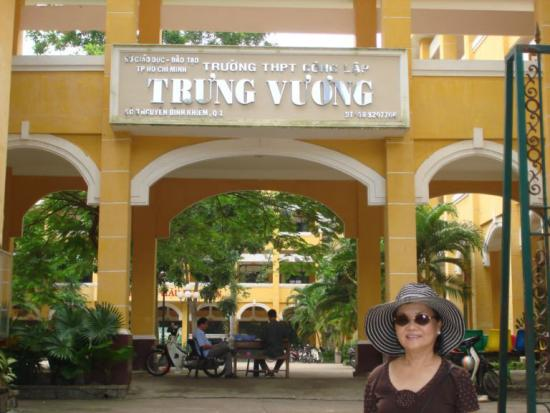 SỞ GIÁO DỤC - ĐÀO TẠO
TP HỒ CHÍ MINH
TRƯỜNG THPT CÔNG LẬP
TRƯNG VƯƠNG
SỐ 3 NGUYỄN BỈNH KHIÊM, Q.1